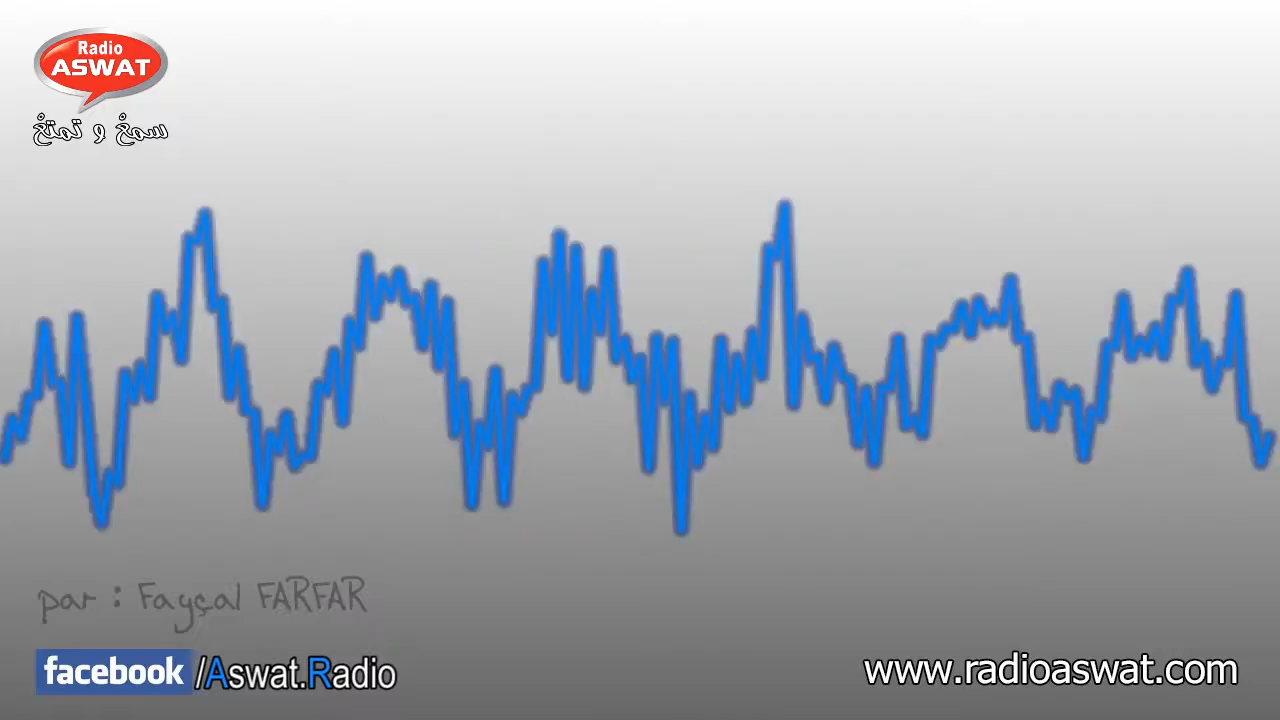 Radio
ASWAT
سمعْ و تمتعْ
par : Fayçal FARFAR
facebook /Aswat.Radio
www.radioaswat.com